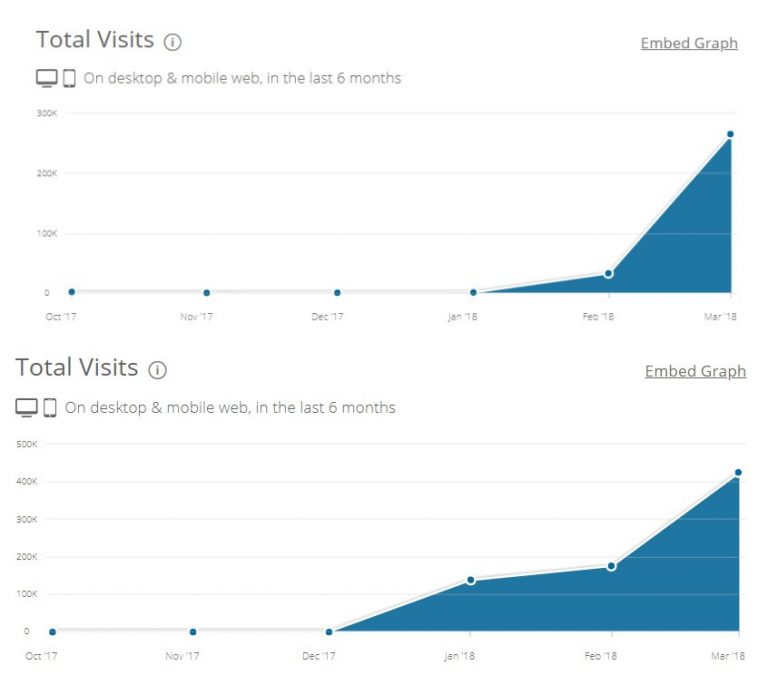 Total Visits
Embed Graph
On desktop & mobile web, in the last 6 months
300K
200K
100K
0
Oct '17 Nov '17 Dec '17 Jan '18 Feb '18 Mar '18
Total Visits
Embed Graph
On desktop & mobile web, in the last 6 months
500K
400K
300K
200K
100K
0
Oct '17 Nov '17 Dec '17 Jan '18 Feb '18 Mar '18